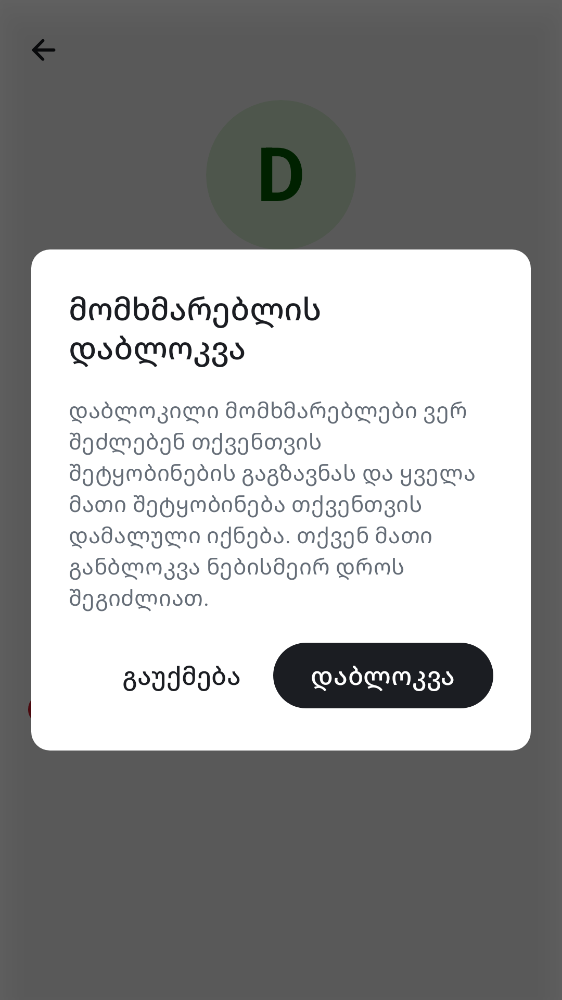 D
მომხმარებლის
დაბლოკვა
დაბლოკილი მომხმარებლები ვერ
შეძლებენ თქვენთვის
შეტყობინების გაგზავნას და ყველა
მათი შეტყობინება თქვენთვის
დამალული იქნება. თქვენ მათი
განბლოკვა ნებისმეირ დროს
შეგიძლიათ.
გაუქმება
დაბლოკვა